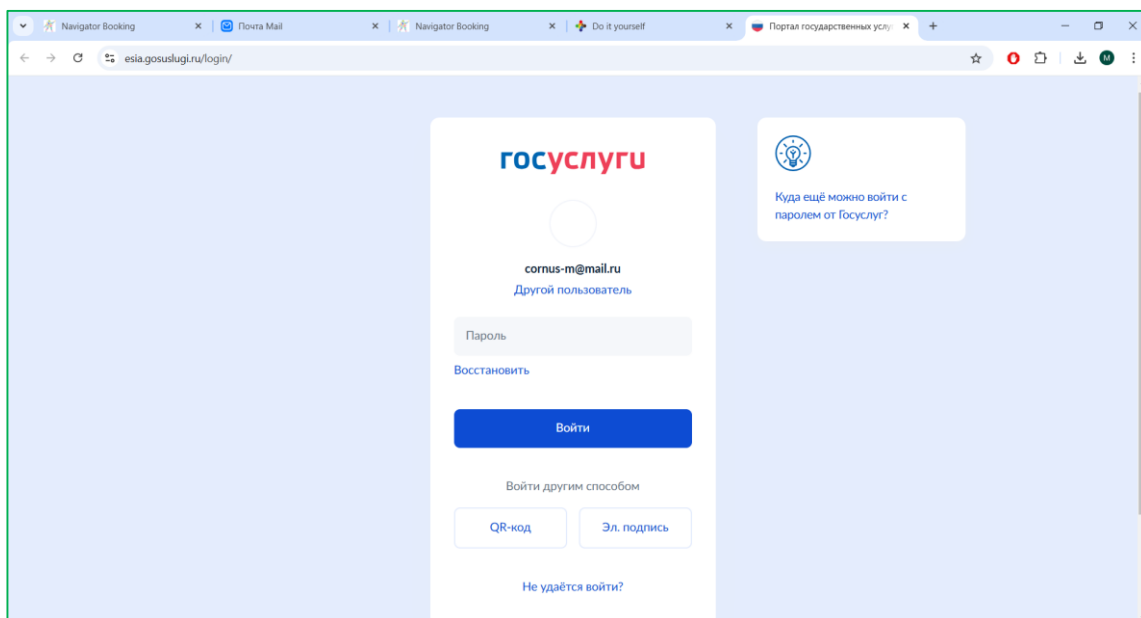 Navigator Booking
Почта Mail
Navigator Booking
Do it yourself
Портал государственных услу
esia.gosuslugi.ru/login/
M
госуслуги
Куда ещё можно войти с
паролем от Госуслуг?
cornus-m@mail.ru
Другой пользователь
Пароль
Восстановить
Войти
Войти другим способом
QR-код
Эл. подпись
Не удаётся войти?